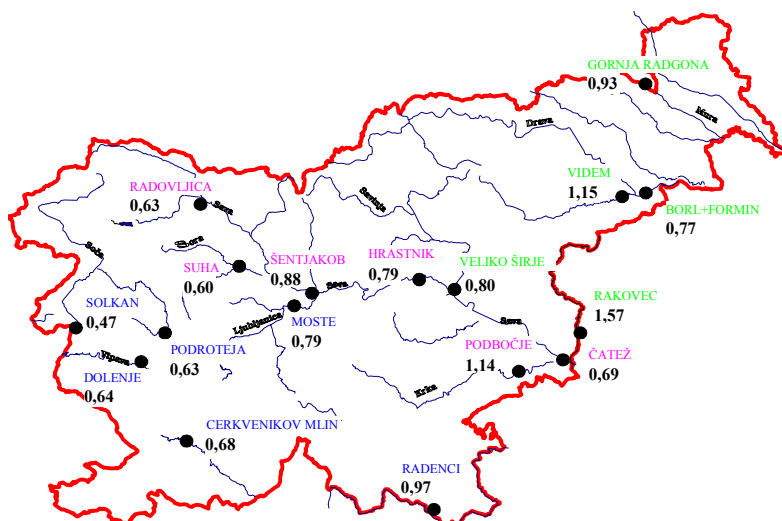 GORNJA RADGONA
0,93
Mura
Drava
VIDEM
1,15
BORL+FORMIN
0,77
RADOVLJICA
0,63
Sava
Savinja
Sora
Soča
SUHA
0,60
ŠENTJAKOB
0,88
HRASTNIK
0,79
VELIKO ŠIRJE
0,80
Sava
RAKOVEC
1,57
SOLKAN
0,47
Ljubljanica
MOSTE
0,79
Sava
PODROTEJA
0,63
Vipava
DOLENJE
0,64
PODBOČJE
1,14
ČATEŽ
0,69
Krka
CERKVENIKOV MLIN
0,68
RADENCI
0,97